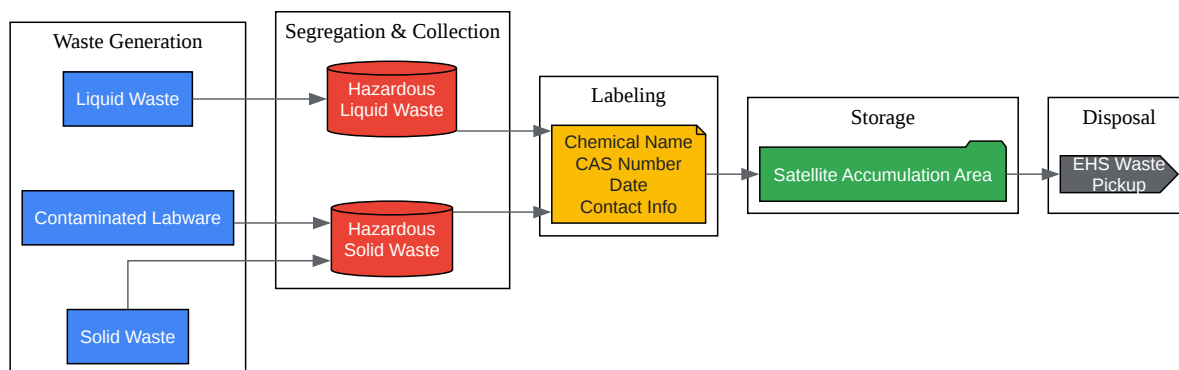 Waste Generation
Liquid Waste
Contaminated Labware
Solid Waste
Segregation & Collection
Hazardous
Liquid Waste
Hazardous
Solid Waste
Labeling
Chemical Name
CAS Number
Date
Contact Info
Storage
Satellite Accumulation Area
Disposal
EHS Waste
Pickup